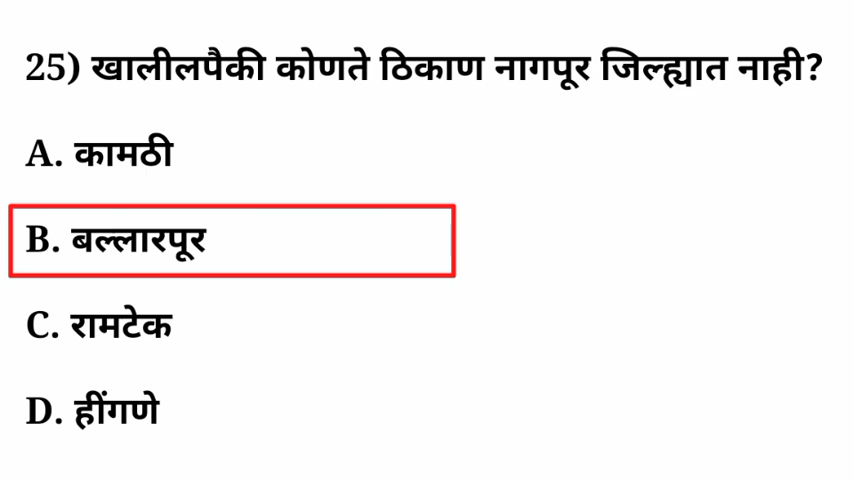 25) खालीलपैकी कोणते ठिकाण नागपूर जिल्ह्यात नाही?
A. कामठी
B. बल्लारपूर
C. रामटेक
D. हींगणे